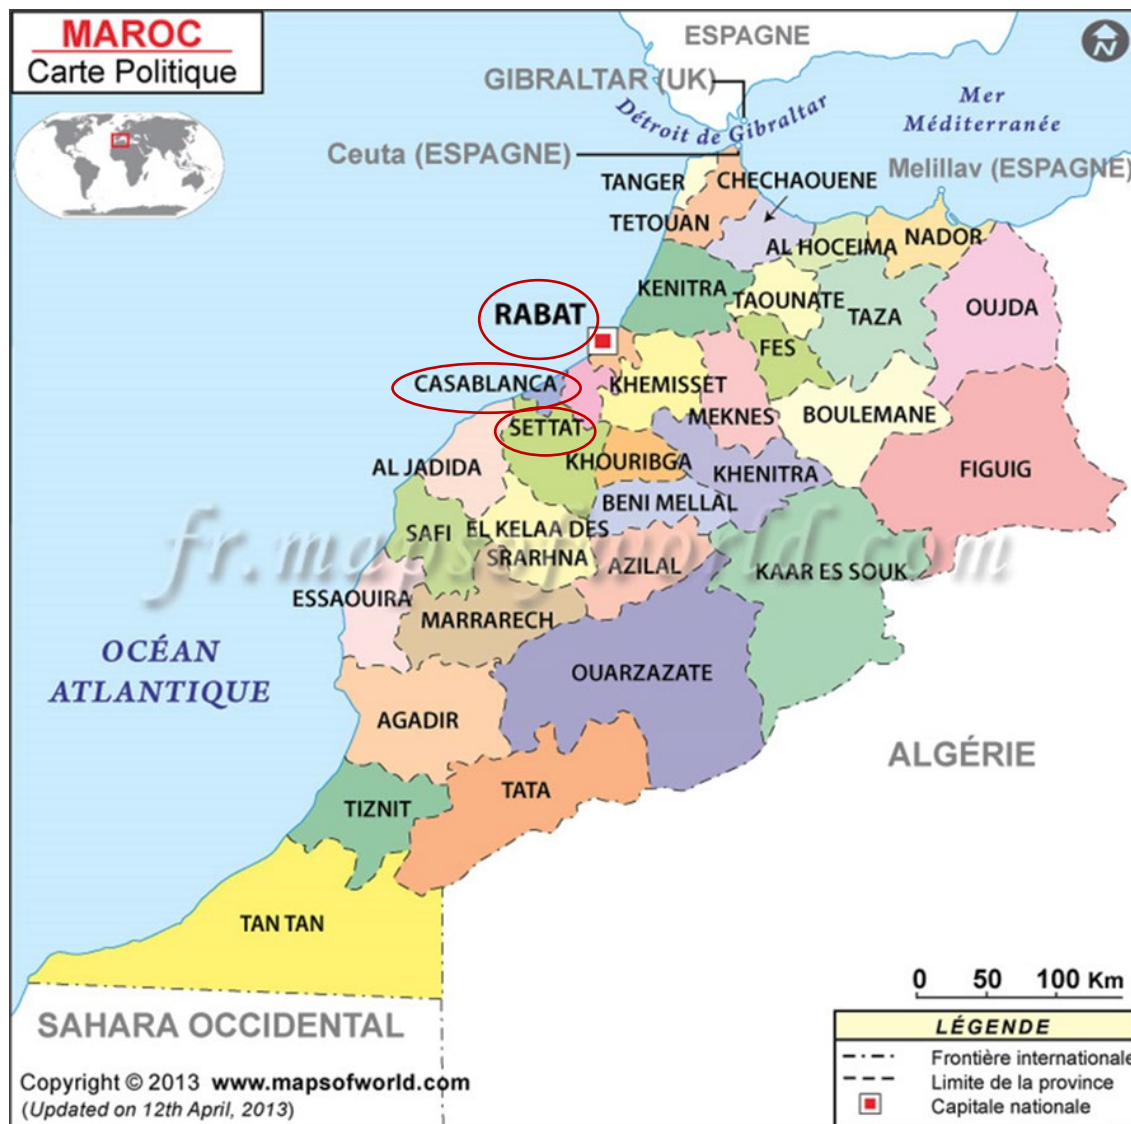 MAROC
Carte Politique
ESPAGNE
GIBRALTAR (UK)
Détroit de Gibraltar
Mer
Méditerranée
Ceuta (ESPAGNE)
Melillav (ESPAGNE)
N
TANGER
CHECHAOUENE
TETOUAN
AL HOCEIMA
NADOR
KENITRA
TAOUNATE
TAZA
OUJDA
RABAT
FES
CASABLANCA
KHEMISSET
MEKNES
BOULEMANE
SETTAT
AL JADIDA
KHOURIBGA
KHENITRA
FIGUIG
BENI MELLAL
SAFI
EL KELAA DES
SRARHNA
AZILAL
KAAR ES SOUK
fr.mapsofworld.com
ESSAOUIRA
MARRARECH
OCÉAN
ATLANTIQUE
OUARZAZATE
AGADIR
ALGÉRIE
TATA
TIZNIT
TAN TAN
SAHARA OCCIDENTAL
0 50 100 Km
LÉGENDE
Frontière internationale
Limite de la province
Capitale nationale
Copyright © 2013 www.mapsofworld.com
(Updated on 12th April, 2013)